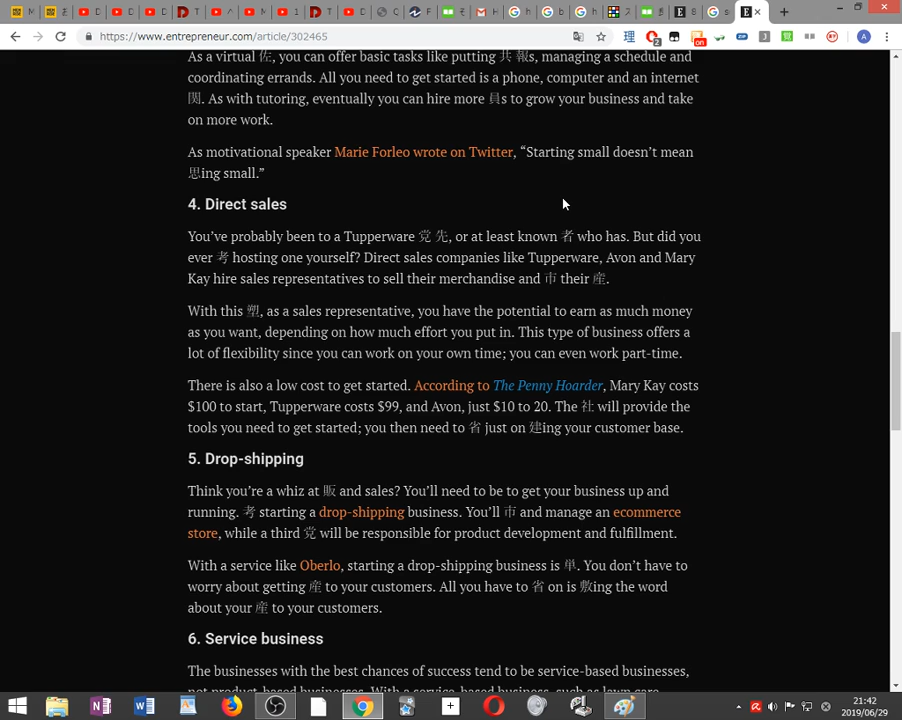 https://www.entrepreneur.com/article/302465
As a virtual 佐, you can offer basic tasks like putting 共 報s, managing a schedule and
coordinating errands. All you need to get started is a phone, computer and an internet
関. As with tutoring, eventually you can hire more 員s to grow your business and take
on more work.
As motivational speaker Marie Forleo wrote on Twitter, “Starting small doesn’t mean
思ing small.”
4. Direct sales
You’ve probably been to a Tupperware 党 先, or at least known 者 who has. But did you
ever 考 hosting one yourself? Direct sales companies like Tupperware, Avon and Mary
Kay hire sales representatives to sell their merchandise and 市 their 産.
With this 塑, as a sales representative, you have the potential to earn as much money
as you want, depending on how much effort you put in. This type of business offers a
lot of flexibility since you can work on your own time; you can even work part-time.
There is also a low cost to get started. According to The Penny Hoarder, Mary Kay costs
$100 to start, Tupperware costs $99, and Avon, just $10 to 20. The 社 will provide the
tools you need to get started; you then need to 省 just on 建ing your customer base.
5. Drop-shipping
Think you’re a whiz at 販 and sales? You’ll need to be to get your business up and
running. 考 starting a drop-shipping business. You’ll 市 and manage an ecommerce
store, while a third 党 will be responsible for product development and fulfillment.
With a service like Oberlo, starting a drop-shipping business is 単. You don’t have to
worry about getting 産 to your customers. All you have to 省 on is 敷ing the word
about your 産 to your customers.
6. Service business
The businesses with the best chances of success tend to be service-based businesses,
not product-based businesses. With a service-based business, such as lawn care
21:42
2019/06/29